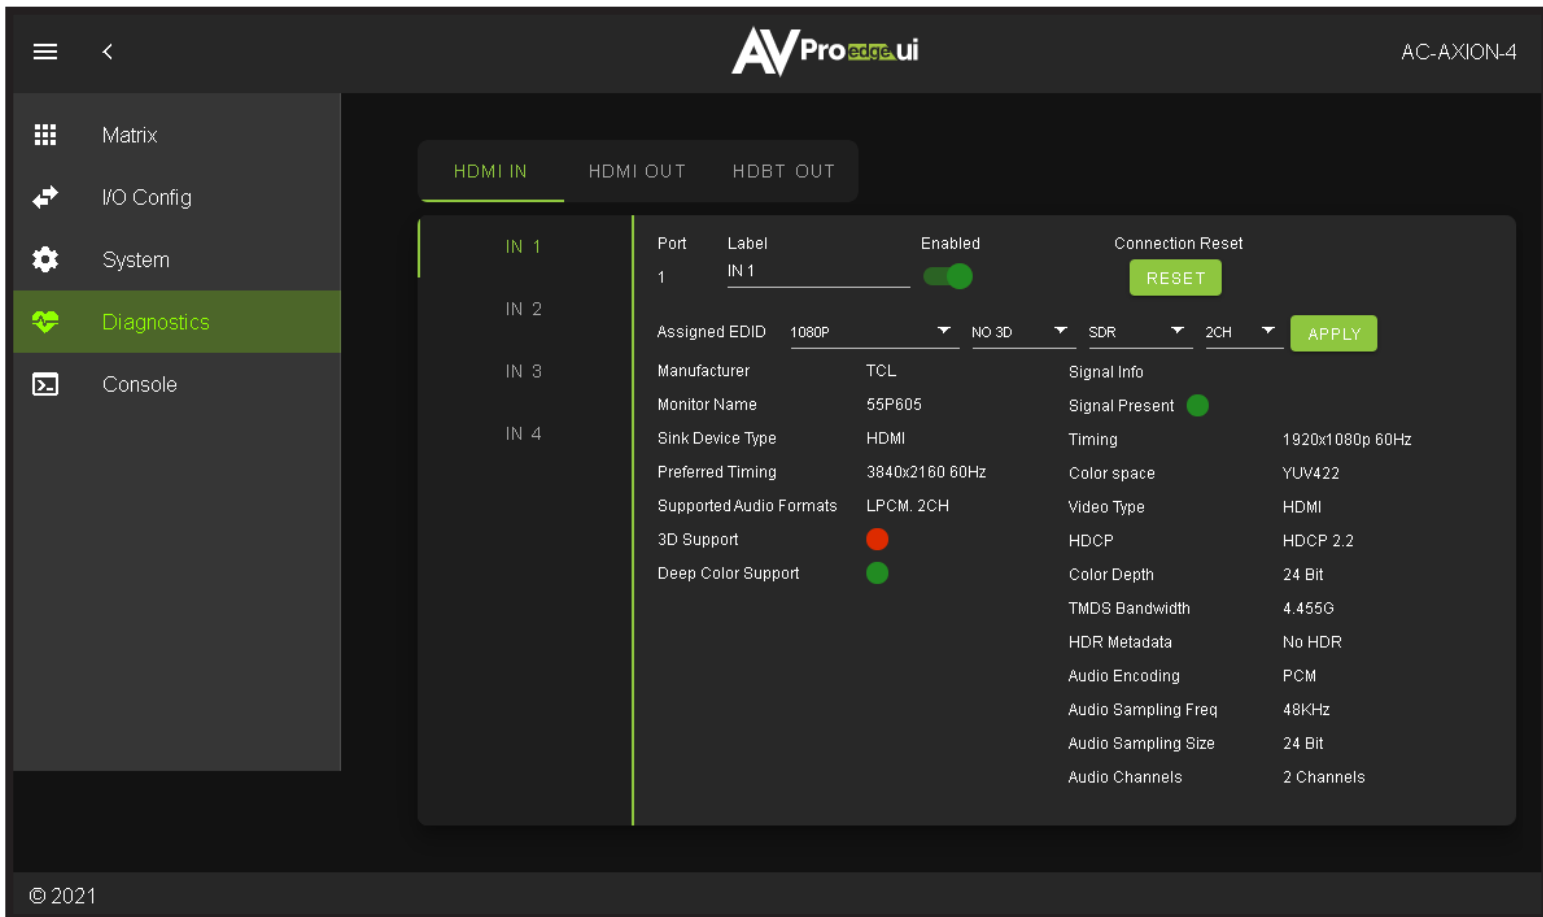 AVPro edge.ui
AC-AXION-4
Matrix
I/O Config
System
Diagnostics
Console
HDMI IN HDMI OUT HDBT OUT
IN 1
IN 2
IN 3
IN 4
Port Label Enabled Connection Reset
1 IN 1 RESET
Assigned EDID 1080P NO 3D SDR 2CH APPLY
Manufacturer TCL
Monitor Name 55P605
Sink Device Type HDMI
Preferred Timing 3840x2160 60Hz
Supported Audio Formats LPCM. 2CH
3D Support
Deep Color Support
Signal Info
Signal Present
Timing 1920x1080p 60Hz
Color space YUV422
Video Type HDMI
HDCP HDCP 2.2
Color Depth 24 Bit
TMDS Bandwidth 4.455G
HDR Metadata No HDR
Audio Encoding PCM
Audio Sampling Freq 48KHz
Audio Sampling Size 24 Bit
Audio Channels 2 Channels
© 2021